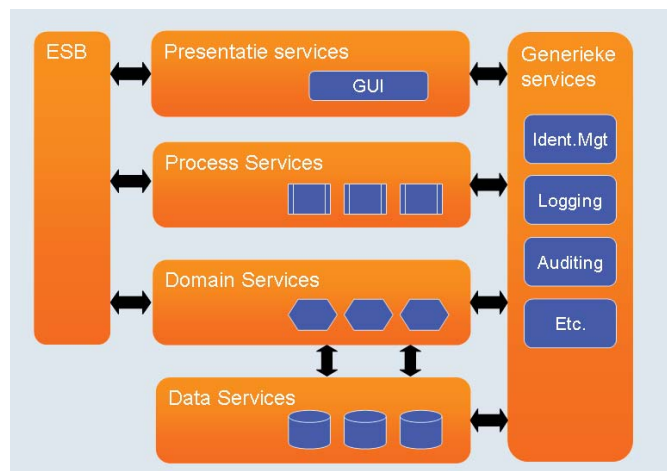 ESB
Presentatie services
GUI
Process Services
Domain Services
Data Services
Generieke
services
Ident.Mgt
Logging
Auditing
Etc.